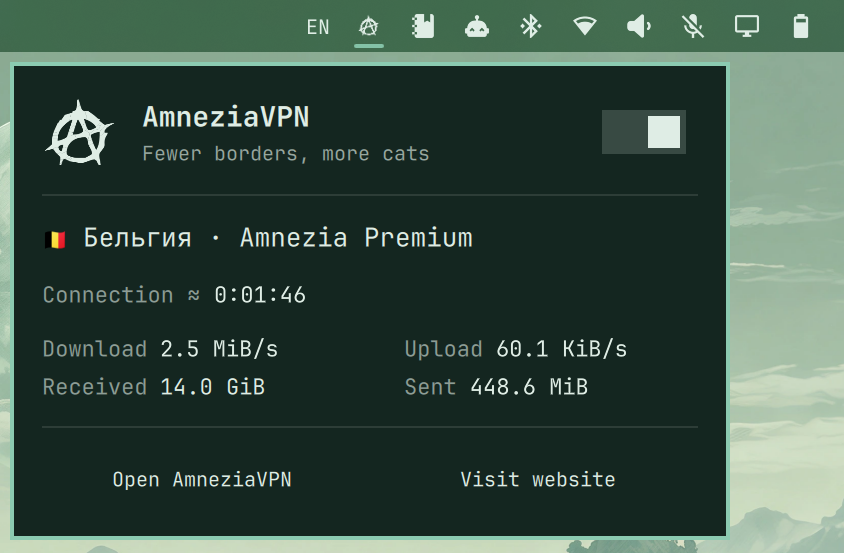 EN
AmneziaVPN
Fewer borders, more cats
🇧🇪 Бельгия · Amnezia Premium
Connection ≈ 0:01:46
Download 2.5 MiB/s Upload 60.1 KiB/s
Received 14.0 GiB Sent 448.6 MiB
Open AmneziaVPN Visit website